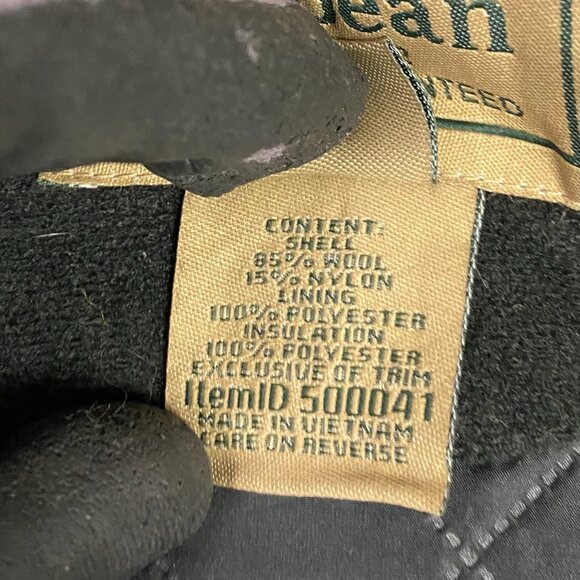 ean
NTEED
CONTENT:
SHELL
85% WOOL
15% NYLON
LINING
100% POLYESTER
INSULATION
100% POLYESTER
EXCLUSIVE OF TRIM
ItemID 500041
MADE IN VIETNAM
CARE ON REVERSE